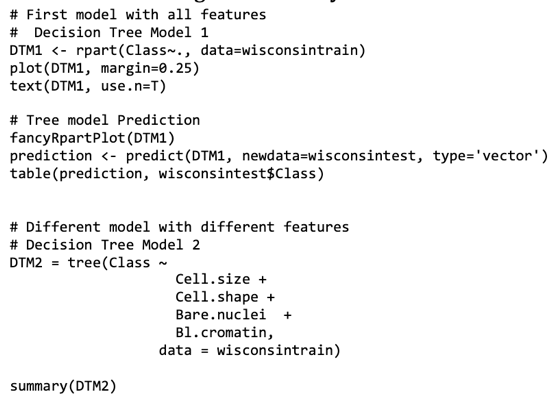 # First model with all features
#  Decision Tree Model 1
DTM1 <- rpart(Class~., data=wisconsintrain)
plot(DTM1, margin=0.25)
text(DTM1, use.n=T)
# Tree model Prediction
fancyRpartPlot(DTM1)
prediction <- predict(DTM1, newdata=wisconsintest, type='vector')
table(prediction, wisconsintest$Class)
# Different model with different features
# Decision Tree Model 2
DTM2 = tree(Class ~
Cell.size +
Cell.shape +
Bare.nuclei  +
Bl.cromatin,
data = wisconsintrain)
summary(DTM2)